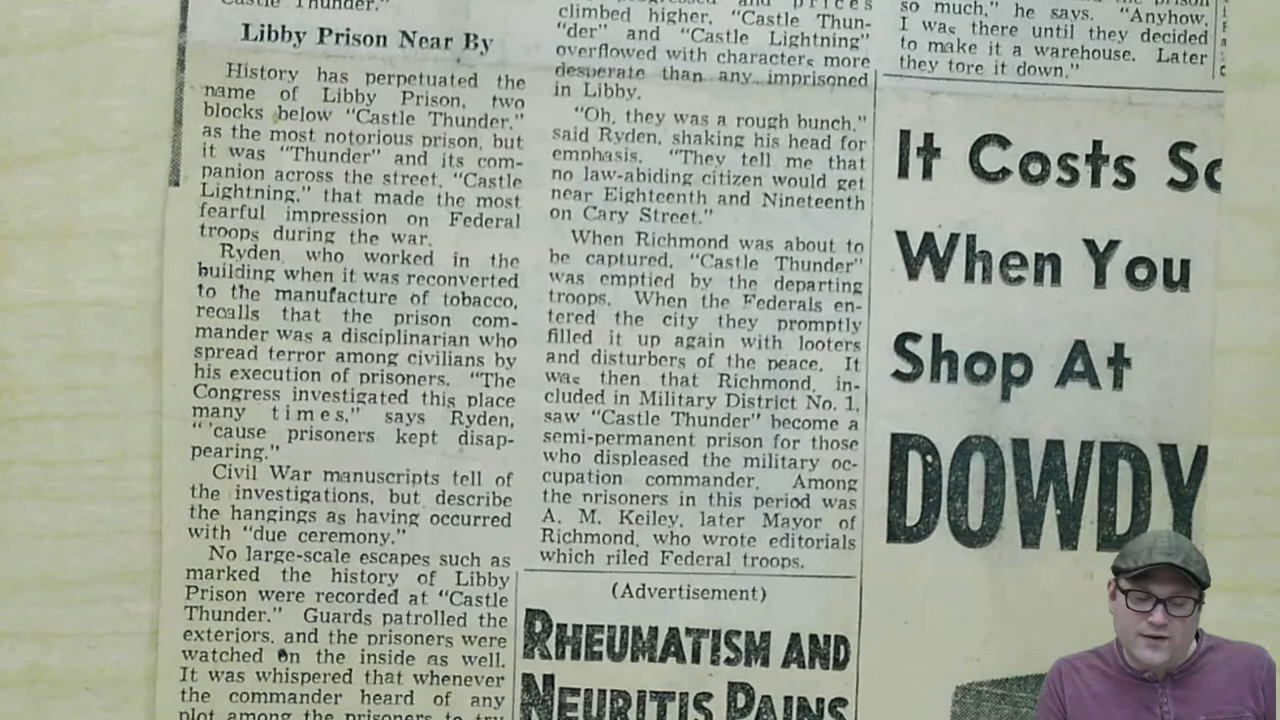 Castle Thunder."
Libby Prison Near By
History has perpetuated the
name of Libby Prison, two
blocks below "Castle Thunder,"
as the most notorious prison, but
it was "Thunder" and its com-
panion across the street, "Castle
Lightning," that made the most
fearful impression on Federal
troops during the war.
Ryden, who worked in the
building when it was reconverted
to the manufacture of tobacco,
recalls that the prison com-
mander was a disciplinarian who
spread terror among civilians by
his execution of prisoners. "The
Congress investigated this place
many times," says Ryden,
"'cause prisoners kept disap-
pearing."
Civil War manuscripts tell of
the investigations, but describe
the hangings as having occurred
with "due ceremony."
No large-scale escapes such as
marked the history of Libby
Prison were recorded at "Castle
Thunder." Guards patrolled the
exteriors, and the prisoners were
watched on the inside as well.
It was whispered that whenever
the commander heard of any
plot among the prisoners to try
and prices
climbed higher, "Castle Thun-
"der" and "Castle Lightning"
overflowed with characters more
desperate than any imprisoned
in Libby.
"Oh, they was a rough bunch,"
said Ryden, shaking his head for
emphasis. "They tell me that
no law-abiding citizen would get
near Eighteenth and Nineteenth
on Cary Street."
When Richmond was about to
be captured, "Castle Thunder"
was emptied by the departing
troops. When the Federals en-
tered the city they promptly
filled it up again with looters
and disturbers of the peace. It
was then that Richmond, in-
cluded in Military District No. 1,
saw "Castle Thunder" become a
semi-permanent prison for those
who displeased the military oc-
cupation commander. Among
the prisoners in this period was
A. M. Keiley, later Mayor of
Richmond, who wrote editorials
which riled Federal troops.
(Advertisement)
RHEUMATISM AND
NEURITIS PAINS
prison
so much," he says. "Anyhow,
I was there until they decided
to make it a warehouse. Later
they tore it down."
It Costs So
When You
Shop At
DOWDY